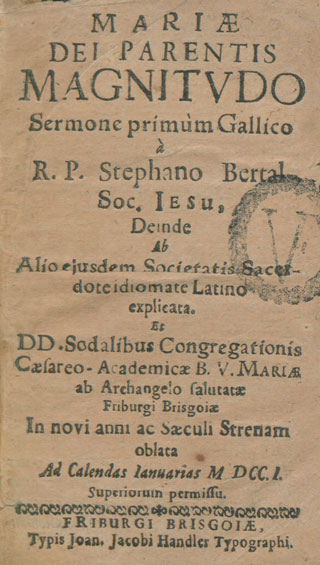 MARIÆ
DEI PARENTIS
MAGNITVDO
Sermone primùm Gallico
à
R. P. Stephano Bertal
Soc. IESU,
Deinde
Ab
Alio ejusdem Societatis Sacer-
dote idiomate Latino
explicata.
Et
DD. Sodalibus Congregationis
Cæsareo-Academicæ B. V. MARIÆ
ab Archangelo salutatæ
Friburgi Brisgoiæ
In novi anni ac Sæculi Strenam
oblata
Ad Calendas Ianuarias M DCC. I.
Superiorum permissu.
FRIBURGI BRISGOIÆ,
Typis Joan. Jacobi Handler Typographi.
V